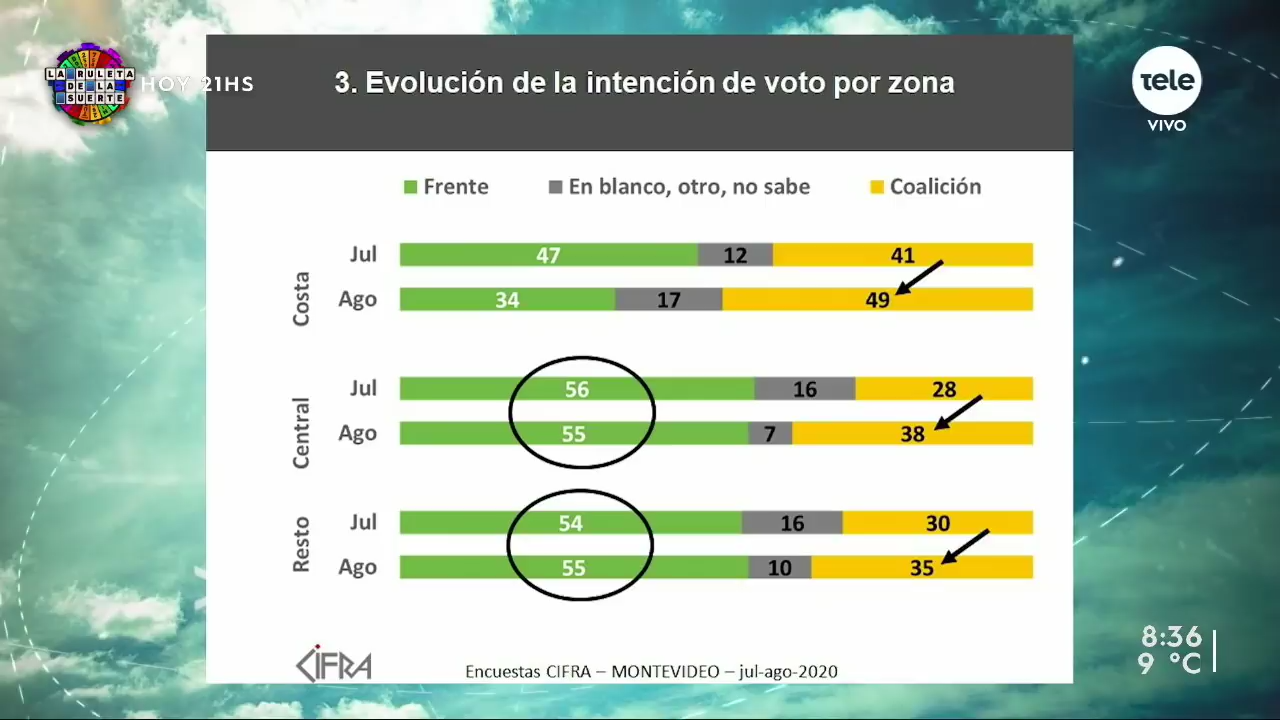 LA RULETA
DE LA
SUERTE
HOY 21HS
3. Evolución de la intención de voto por zona
tele
VIVO
Frente
En blanco, otro, no sabe
Coalición
Costa
Jul
47
12
41
Ago
34
17
49
Central
Jul
56
16
28
Ago
55
7
38
Resto
Jul
54
16
30
Ago
55
10
35
CIFRA
Encuestas CIFRA – MONTEVIDEO – jul-ago-2020
8:36
9 °C